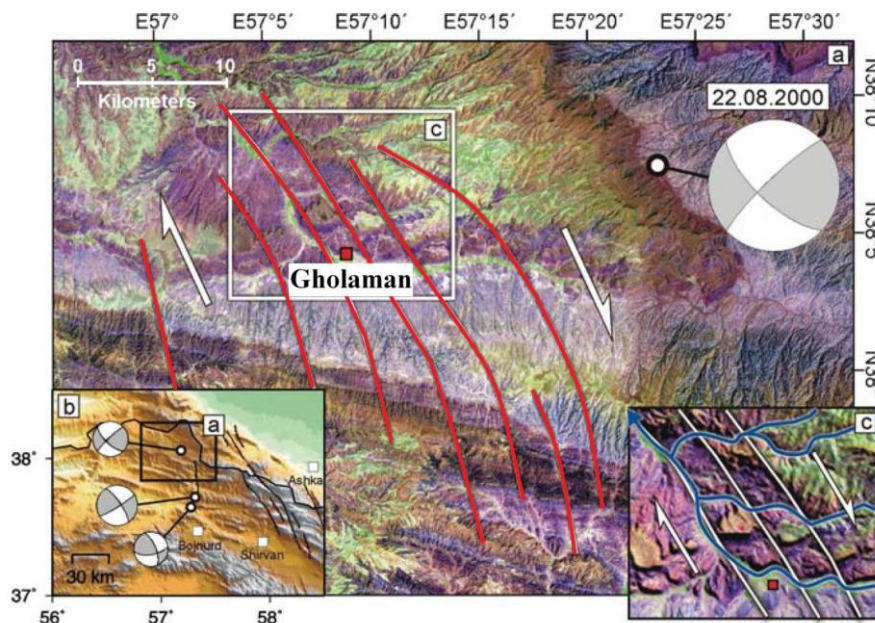 E57° E57°5´ E57°10´ E57°15´ E57°20´ E57°25´ E57°30´
0 5 10
Kilometers
a
N38°10
22.08.2000
c
N38°5´
Gholaman
N38°
b
a
c
38°
Ashka
Bojnurd
Shirvan
30 km
37°
56° 57° 58°